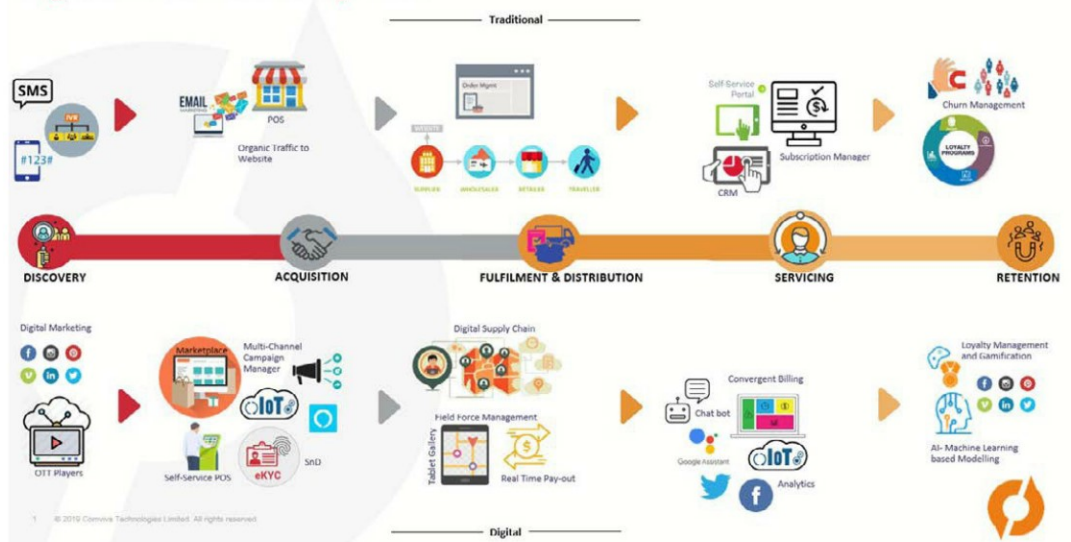 Traditional
SMS
IVR
#123#
EMAIL
MARKETING
POS
Organic Traffic to
Website
Order Mgmt
WEBSITE
SUPPLIER
WHOLESALER
RETAILER
TRAVELLER
Self-Service
Portal
CRM
Subscription Manager
Churn Management
LOYALTY
PROGRAMS
DISCOVERY
ACQUISITION
FULFILMENT & DISTRIBUTION
SERVICING
RETENTION
Digital Marketing
OTT Players
Marketplace
Multi-Channel
Campaign
Manager
IoT
Self-Service POS
eKYC
SnD
Digital Supply Chain
Field Force Management
Tablet Gallery
Real Time Pay-out
Convergent Billing
Chat bot
Google Assistant
IoT
Analytics
Loyalty Management
and Gamification
AI- Machine Learning
based Modelling
1 © 2019 Comviva Technologies Limited. All rights reserved
Digital